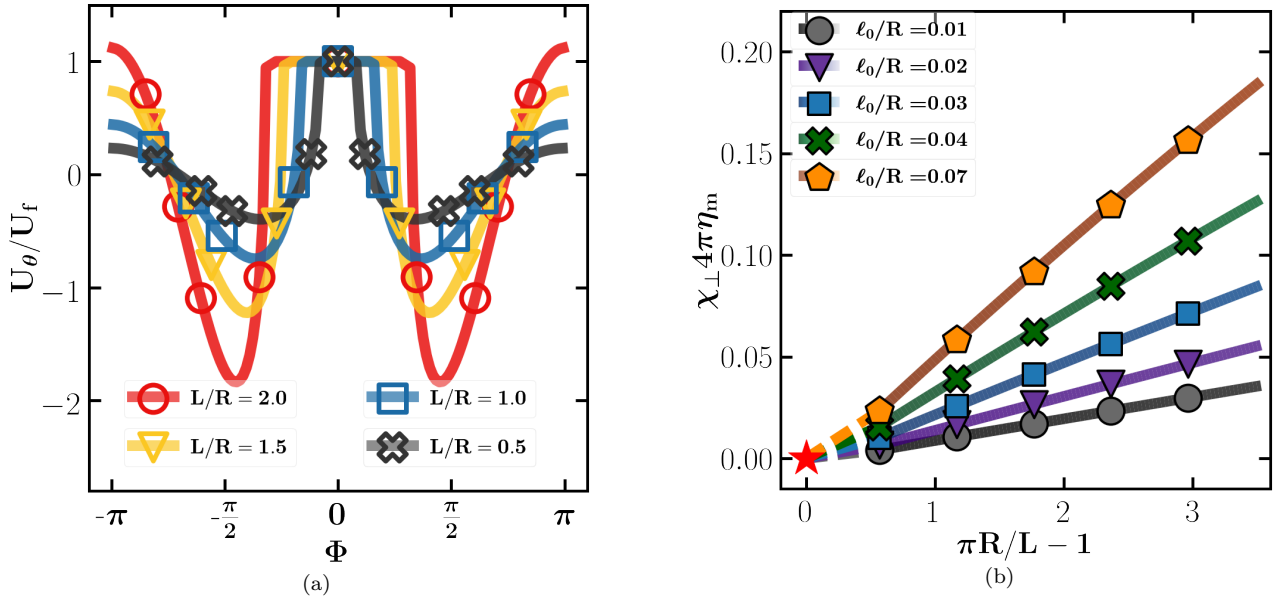 1
0
−1
−2
U_θ/U_f
-π
-π/2
0
π/2
π
Φ
L/R = 2.0
L/R = 1.5
L/R = 1.0
L/R = 0.5
(a)
0.20
0.15
0.10
0.05
0.00
χ_⊥4πη_m
0
1
2
3
πR/L − 1
ℓ₀/R =0.01
ℓ₀/R =0.02
ℓ₀/R =0.03
ℓ₀/R =0.04
ℓ₀/R =0.07
(b)